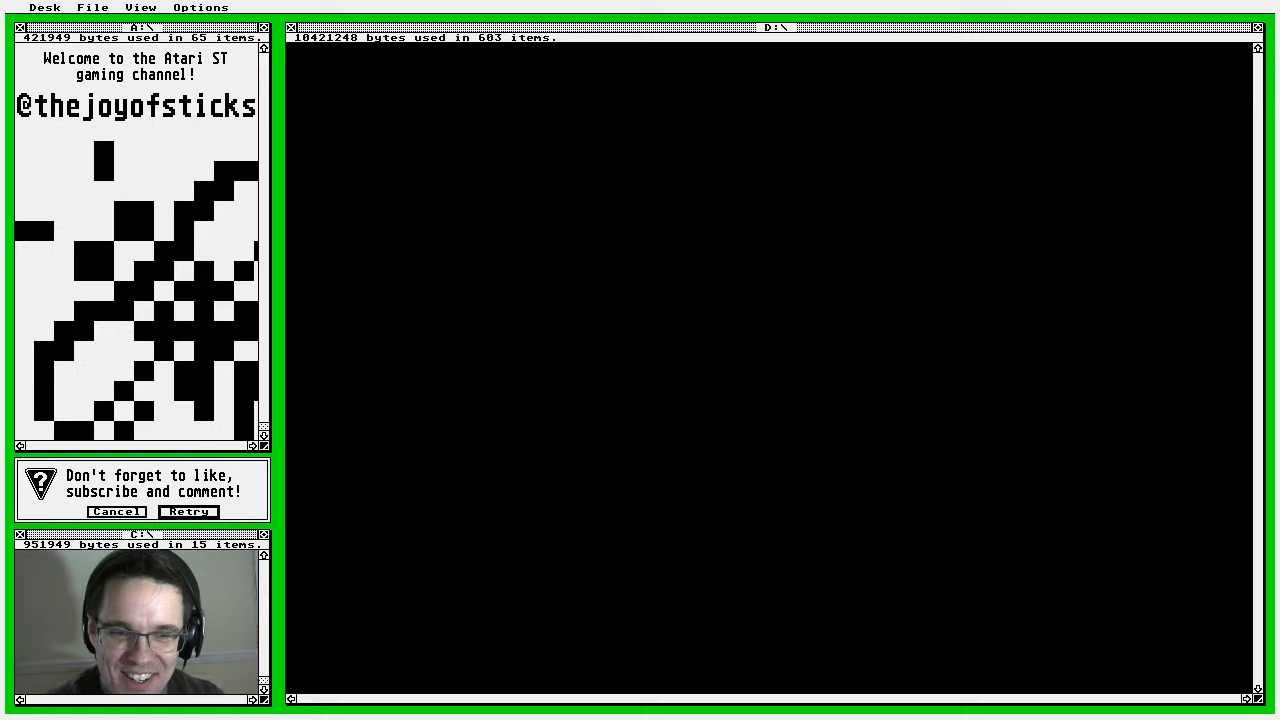 Desk File View Options
A:\
421949 bytes used in 65 items.
Welcome to the Atari ST
gaming channel!
@thejoyofsticks
Don't forget to like,
subscribe and comment!
Cancel Retry
C:\
951949 bytes used in 15 items.
D:\
10421248 bytes used in 603 items.